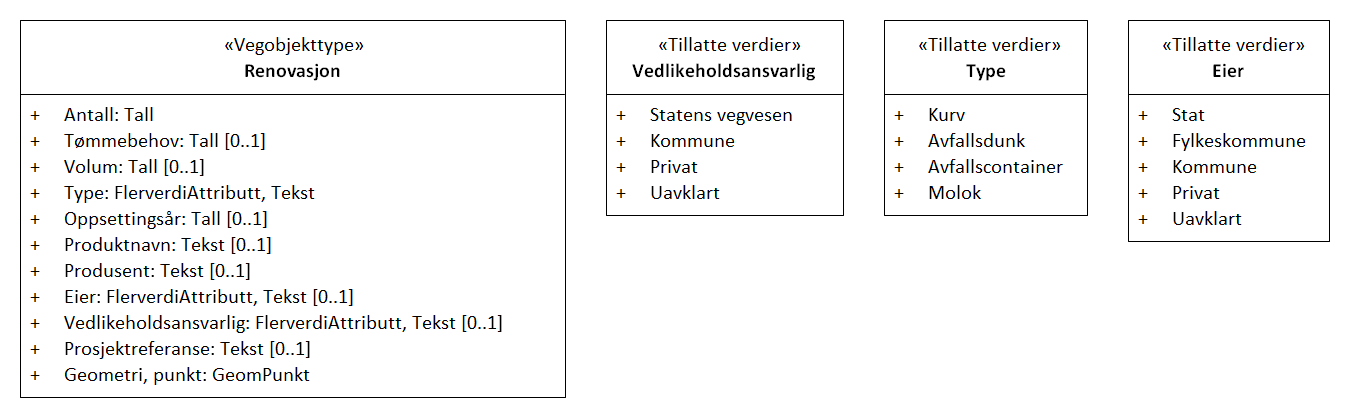 «Vegobjekttype»
Renovasjon
+ Antall: Tall
+ Tømmebehov: Tall [0..1]
+ Volum: Tall [0..1]
+ Type: FlerverdiAttributt, Tekst
+ Oppsettingsår: Tall [0..1]
+ Produktnavn: Tekst [0..1]
+ Produsent: Tekst [0..1]
+ Eier: FlerverdiAttributt, Tekst [0..1]
+ Vedlikeholdsansvarlig: FlerverdiAttributt, Tekst [0..1]
+ Prosjektreferanse: Tekst [0..1]
+ Geometri, punkt: GeomPunkt
«Tillatte verdier»
Vedlikeholdsansvarlig
+ Statens vegvesen
+ Kommune
+ Privat
+ Uavklart
«Tillatte verdier»
Type
+ Kurv
+ Avfallsdunk
+ Avfallscontainer
+ Molok
«Tillatte verdier»
Eier
+ Stat
+ Fylkeskommune
+ Kommune
+ Privat
+ Uavklart